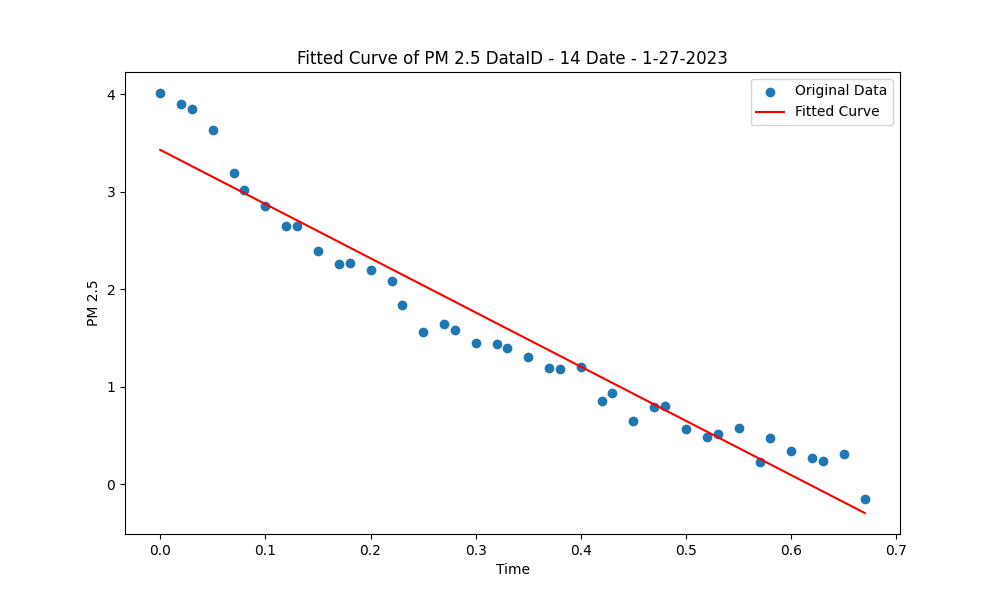 Fitted Curve of PM 2.5 DataID - 14 Date - 1-27-2023
Original Data
Fitted Curve
PM 2.5
4
3
2
1
0
0.0 0.1 0.2 0.3 0.4 0.5 0.6 0.7
Time